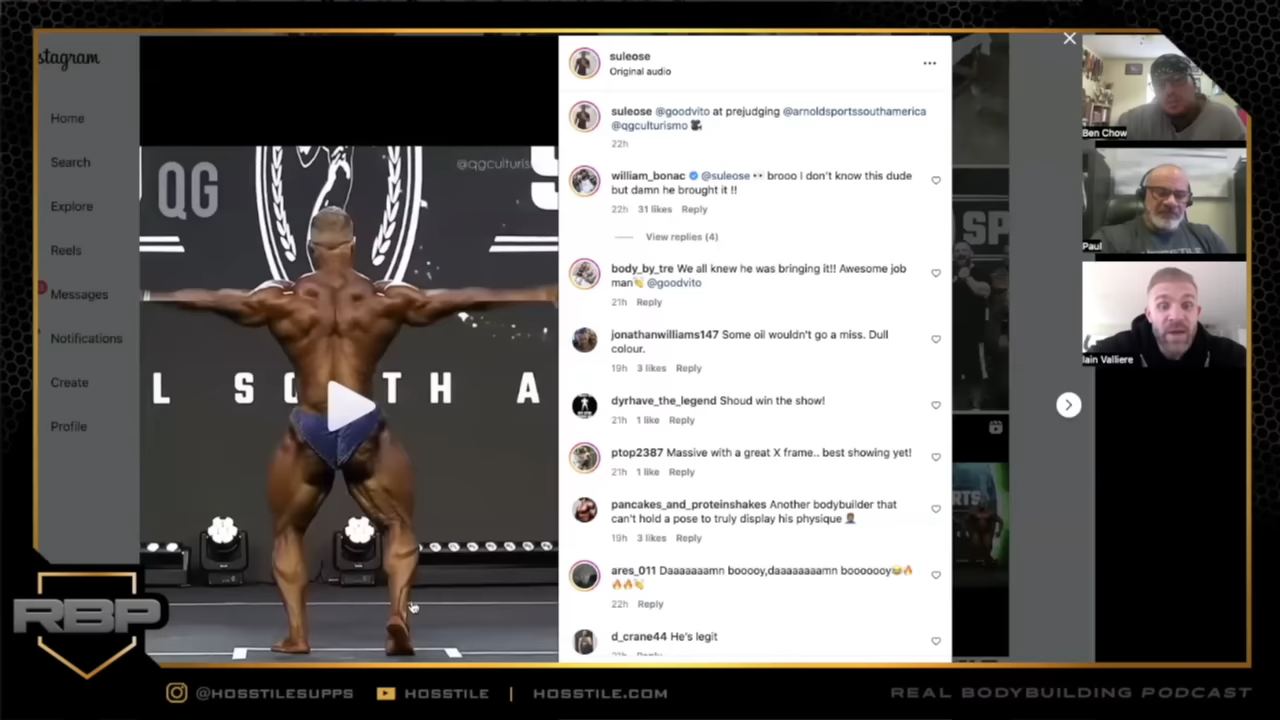 stagram
Home
Search
Explore
Reels
Messages
Notifications
Create
Profile
QG
@qgculturis
S
L SOUTH A
suleose
Original audio
suleose @goodvito at prejudging @arnoldsportssouthamerica
@qgculturismo
22h
william_bonac @suleose 👀 brooo I don't know this dude
but damn he brought it !!
22h 31 likes Reply
View replies (4)
body_by_tre We all knew he was bringing it!! Awesome job
man👏 @goodvito
21h Reply
jonathanwilliams147 Some oil wouldn't go a miss. Dull
colour.
19h 3 likes Reply
dyrhave_the_legend Shoud win the show!
21h 1 like Reply
ptop2387 Massive with a great X frame.. best showing yet!
21h 1 like Reply
pancakes_and_proteinshakes Another bodybuilder that
can't hold a pose to truly display his physique 🤦🏽‍♂️
19h 3 likes Reply
ares_011 Daaaaaaamn booooy,daaaaaaaamn booooooy😂🔥
🔥🔥👏
22h Reply
d_crane44 He's legit
SP
RTS
Ben Chow
Paul
Iain Valliere
RBP
@HOSSTILESUPPS
HOSSTILE | HOSSTILE.COM
REAL BODYBUILDING PODCAST